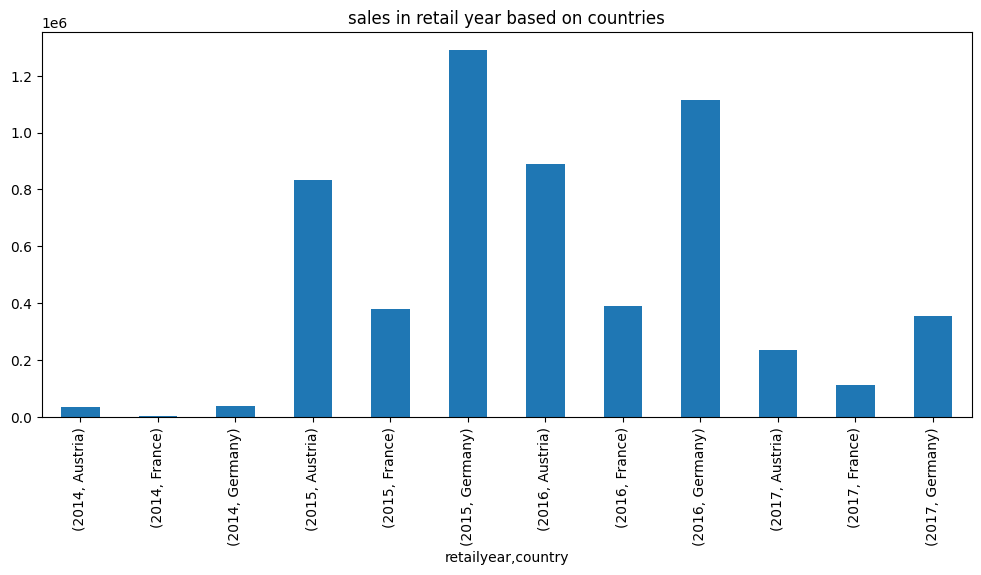 sales in retail year based on countries
1e6
1.2
1.0
0.8
0.6
0.4
0.2
0.0
(2014, Austria)
(2014, France)
(2014, Germany)
(2015, Austria)
(2015, France)
(2015, Germany)
(2016, Austria)
(2016, France)
(2016, Germany)
(2017, Austria)
(2017, France)
(2017, Germany)
retailyear,country